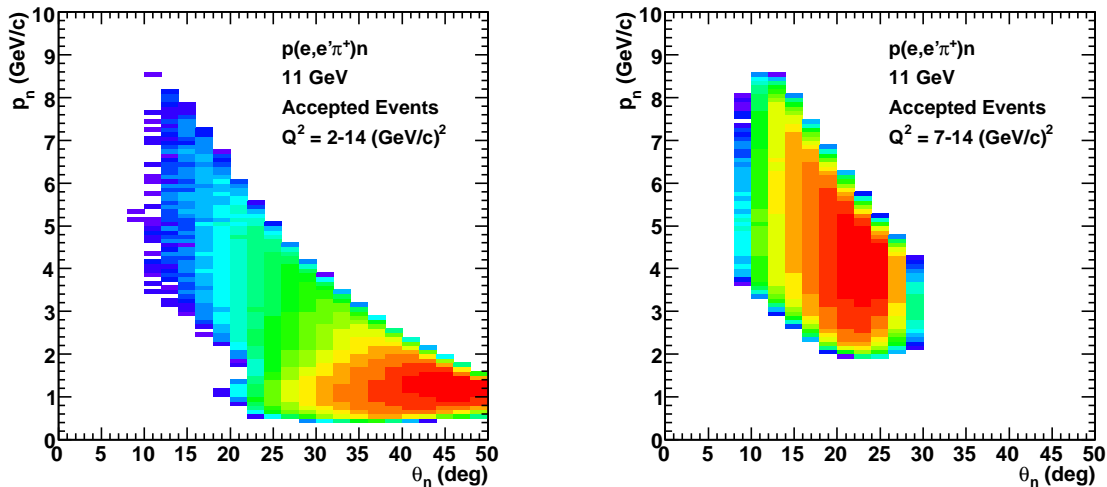 p(e,e'π⁺)n
11 GeV
Accepted Events
Q² = 2-14 (GeV/c)²
pₙ (GeV/c)
10
9
8
7
6
5
4
3
2
1
0
0 5 10 15 20 25 30 35 40 45 50
θₙ (deg)
p(e,e'π⁺)n
11 GeV
Accepted Events
Q² = 7-14 (GeV/c)²
pₙ (GeV/c)
10
9
8
7
6
5
4
3
2
1
0
0 5 10 15 20 25 30 35 40 45 50
θₙ (deg)